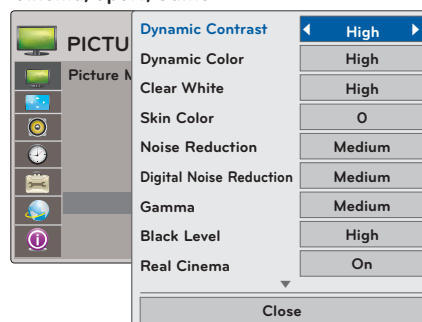 PICTU
Picture M
Dynamic Contrast High
Dynamic Color High
Clear White High
Skin Color 0
Noise Reduction Medium
Digital Noise Reduction Medium
Gamma Medium
Black Level High
Real Cinema On
Close